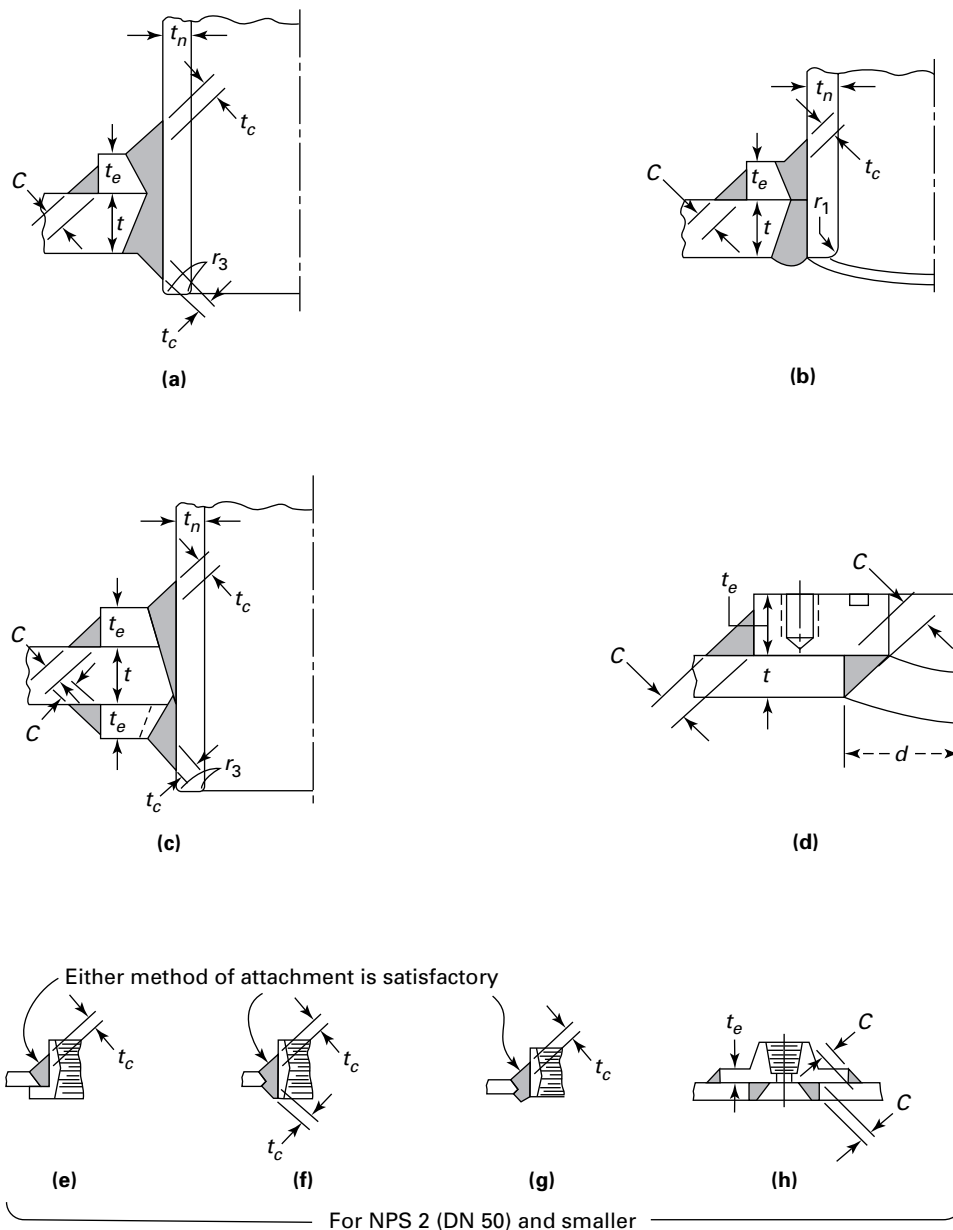 t_n
t_c
t_e
C
t
r_3
t_c
(a)
t_n
t_c
C
t_e
r_1
t
(b)
t_n
t_c
t_e
C
t
t_e
C
r_3
t_c
(c)
C
t_e
C
t
d
(d)
Either method of attachment is satisfactory
t_c
(e)
t_c
t_c
(f)
t_c
(g)
t_e
C
C
(h)
For NPS 2 (DN 50) and smaller